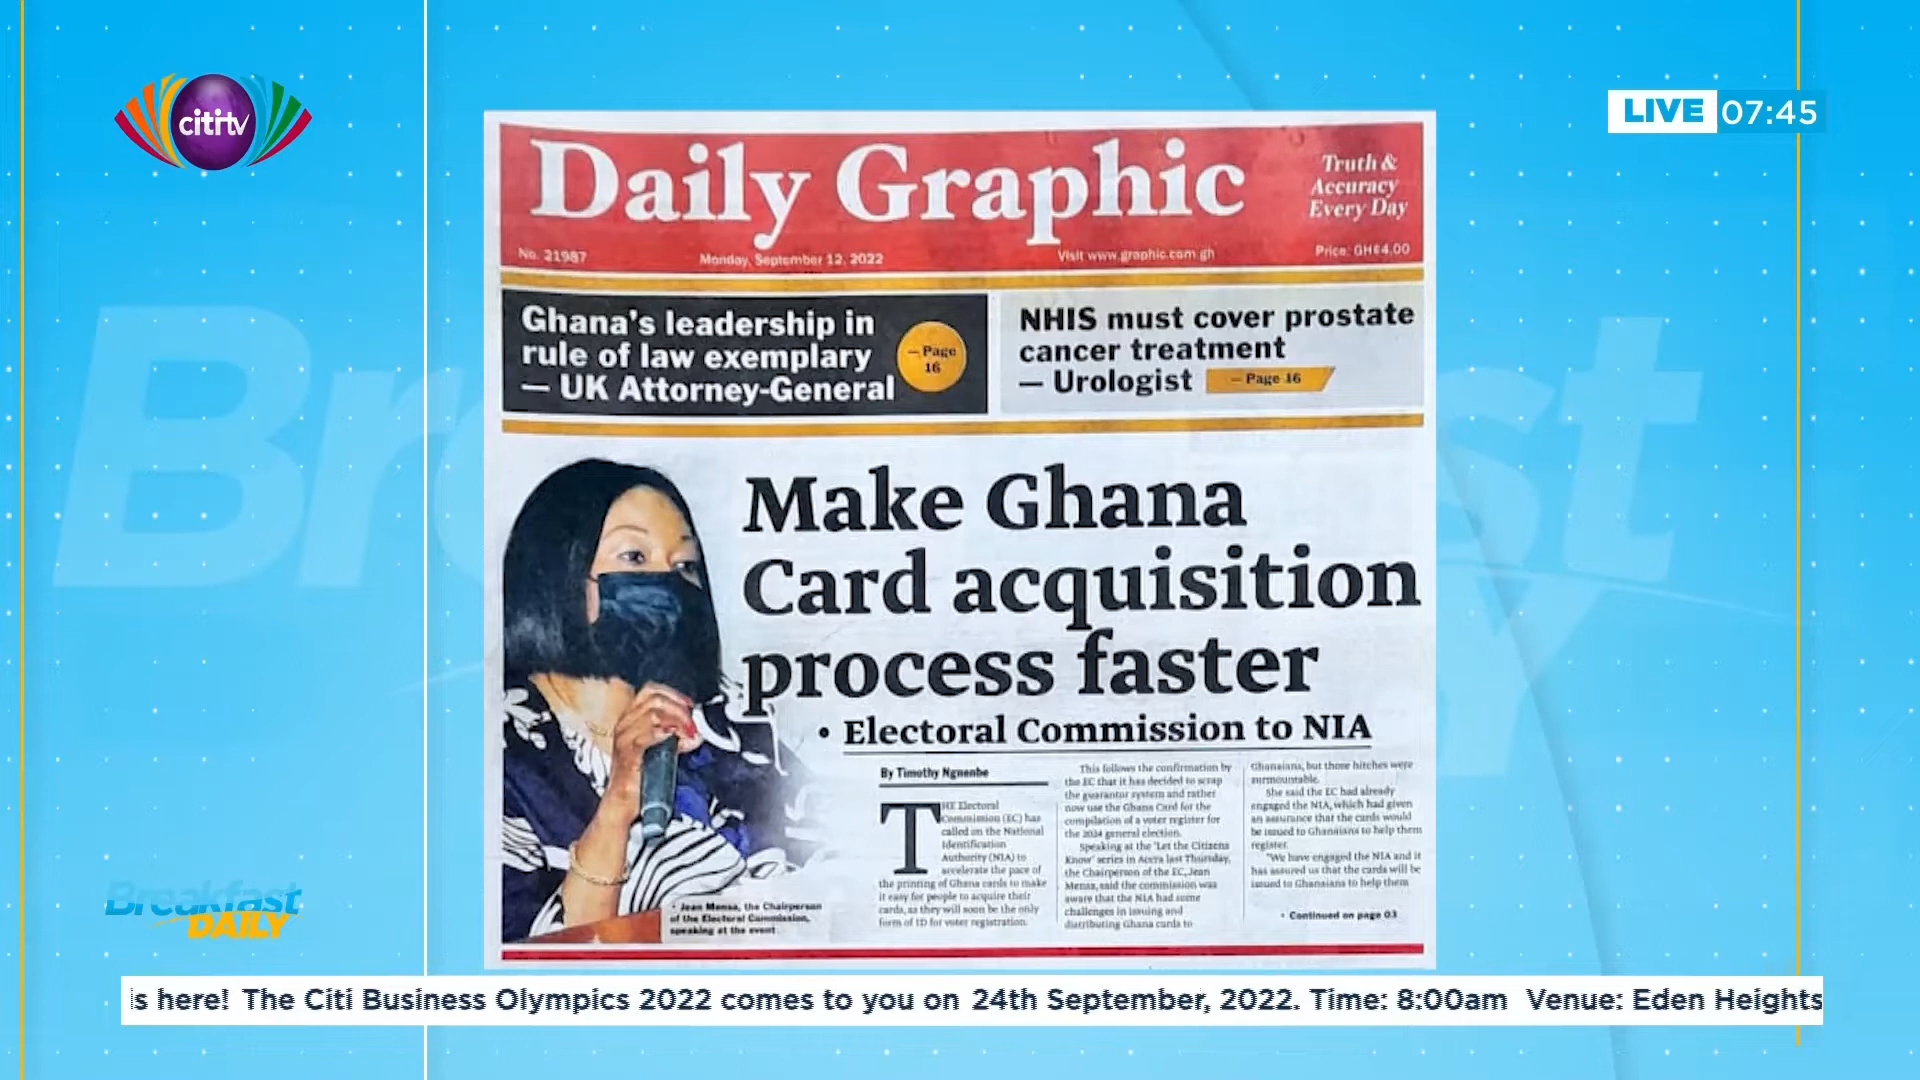 cititv
LIVE 07:45
Daily Graphic
Truth &
Accuracy
Every Day
No. 21987
Monday, September 12, 2022
Visit www.graphic.com.gh
Price: GH¢4.00
Ghana's leadership in
rule of law exemplary
— UK Attorney-General
— Page
16
NHIS must cover prostate
cancer treatment
— Urologist
— Page 16
Make Ghana
Card acquisition
process faster
• Electoral Commission to NIA
By Timothy Ngnenbe
THE Electoral
Commission (EC) has
called on the National
Identification
Authority (NIA) to
accelerate the pace of
the printing of Ghana cards to make
it easy for people to acquire their
cards, as they will soon be the only
form of ID for voter registration.
This follows the confirmation by
the EC that it has decided to scrap
the guarantor system and rather
now use the Ghana Card for the
compilation of a voter register for
the 2024 general election.
Speaking at the 'Let the Citizens
Know' series in Accra last Thursday,
the Chairperson of the EC, Jean
Mensa, said the commission was
aware that the NIA had some
challenges in issuing and
distributing Ghana cards to
Ghanaians, but those hitches were
surmountable.
She said the EC had already
engaged the NIA, which had given
an assurance that the cards would
be issued to Ghanaians to help them
register.
"We have engaged the NIA and it
has assured us that the cards will be
issued to Ghanaians to help them
• Continued on page 03
• Jean Mensa, the Chairperson
of the Electoral Commission,
speaking at the event
Breakfast
DAILY
is here! The Citi Business Olympics 2022 comes to you on 24th September, 2022. Time: 8:00am Venue: Eden Heights